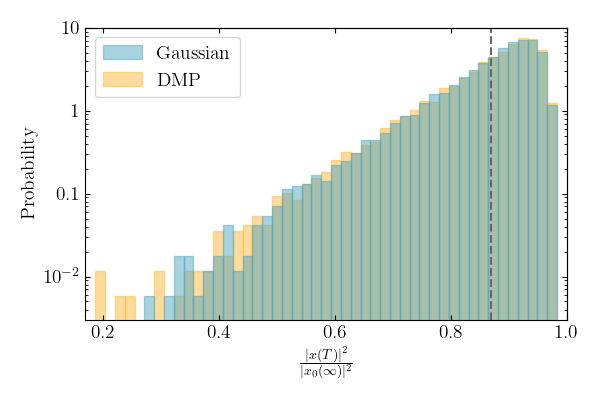 10
1
0.1
10⁻²
Probability
Gaussian
DMP
0.2
0.4
0.6
0.8
1.0
|x(T)|²
|x₀(∞)|²